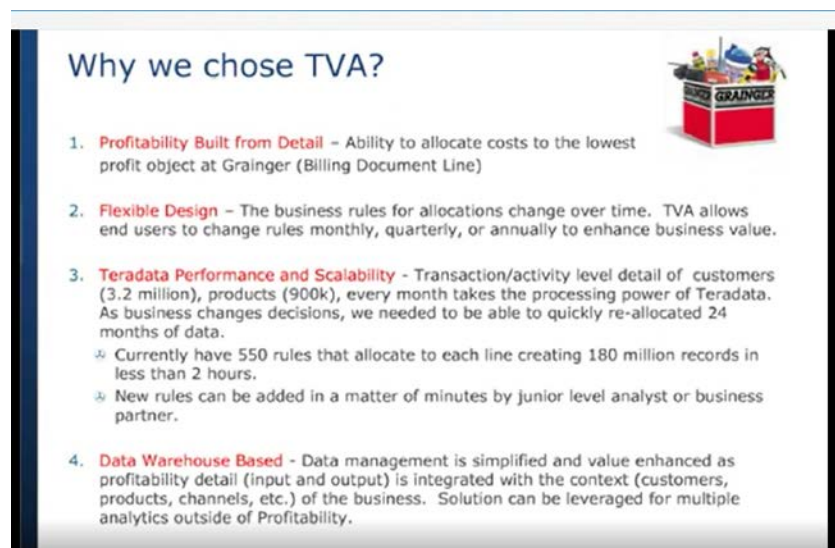 Why we chose TVA?
GRAINGER
1. Profitability Built from Detail – Ability to allocate costs to the lowest
profit object at Grainger (Billing Document Line)
2. Flexible Design – The business rules for allocations change over time. TVA allows
end users to change rules monthly, quarterly, or annually to enhance business value.
3. Teradata Performance and Scalability - Transaction/activity level detail of customers
(3.2 million), products (900k), every month takes the processing power of Teradata.
As business changes decisions, we needed to be able to quickly re-allocated 24
months of data.
Currently have 550 rules that allocate to each line creating 180 million records in
less than 2 hours.
New rules can be added in a matter of minutes by junior level analyst or business
partner.
4. Data Warehouse Based - Data management is simplified and value enhanced as
profitability detail (input and output) is integrated with the context (customers,
products, channels, etc.) of the business. Solution can be leveraged for multiple
analytics outside of Profitability.